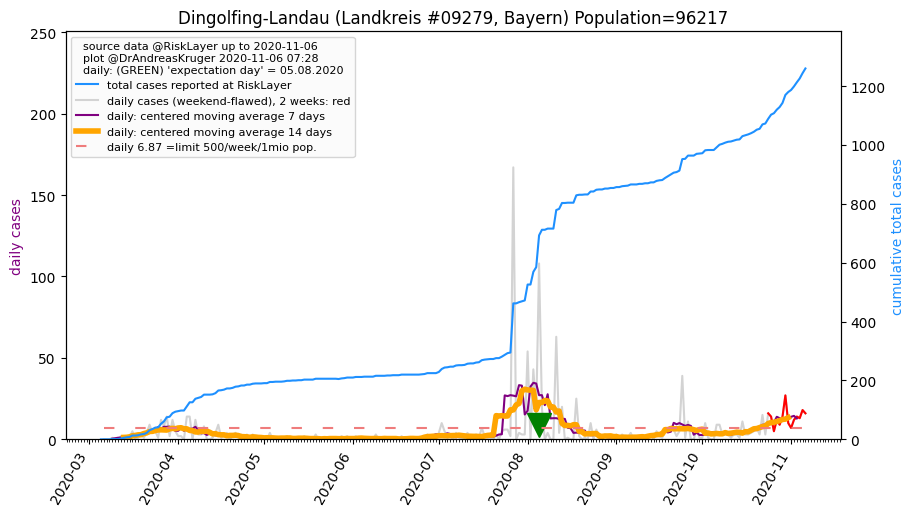 Dingolfing-Landau (Landkreis #09279, Bayern) Population=96217
source data @RiskLayer up to 2020-11-06
plot @DrAndreasKruger 2020-11-06 07:28
daily: (GREEN) 'expectation day' = 05.08.2020
total cases reported at RiskLayer
daily cases (weekend-flawed), 2 weeks: red
daily: centered moving average 7 days
daily: centered moving average 14 days
daily 6.87 =limit 500/week/1mio pop.
daily cases
250
200
150
100
50
0
cumulative total cases
1200
1000
800
600
400
200
0
2020-03
2020-04
2020-05
2020-06
2020-07
2020-08
2020-09
2020-10
2020-11